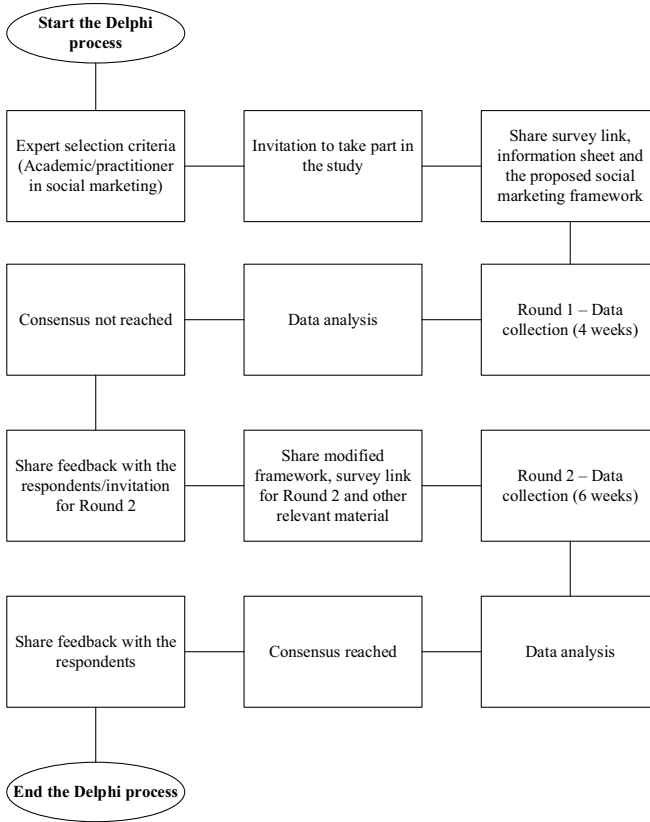 Start the Delphi
process
Expert selection criteria
(Academic/practitioner
in social marketing)
Invitation to take part in
the study
Share survey link,
information sheet and
the proposed social
marketing framework
Consensus not reached
Data analysis
Round 1 – Data
collection (4 weeks)
Share feedback with the
respondents/invitation
for Round 2
Share modified
framework, survey link
for Round 2 and other
relevant material
Round 2 – Data
collection (6 weeks)
Share feedback with the
respondents
Consensus reached
Data analysis
End the Delphi process